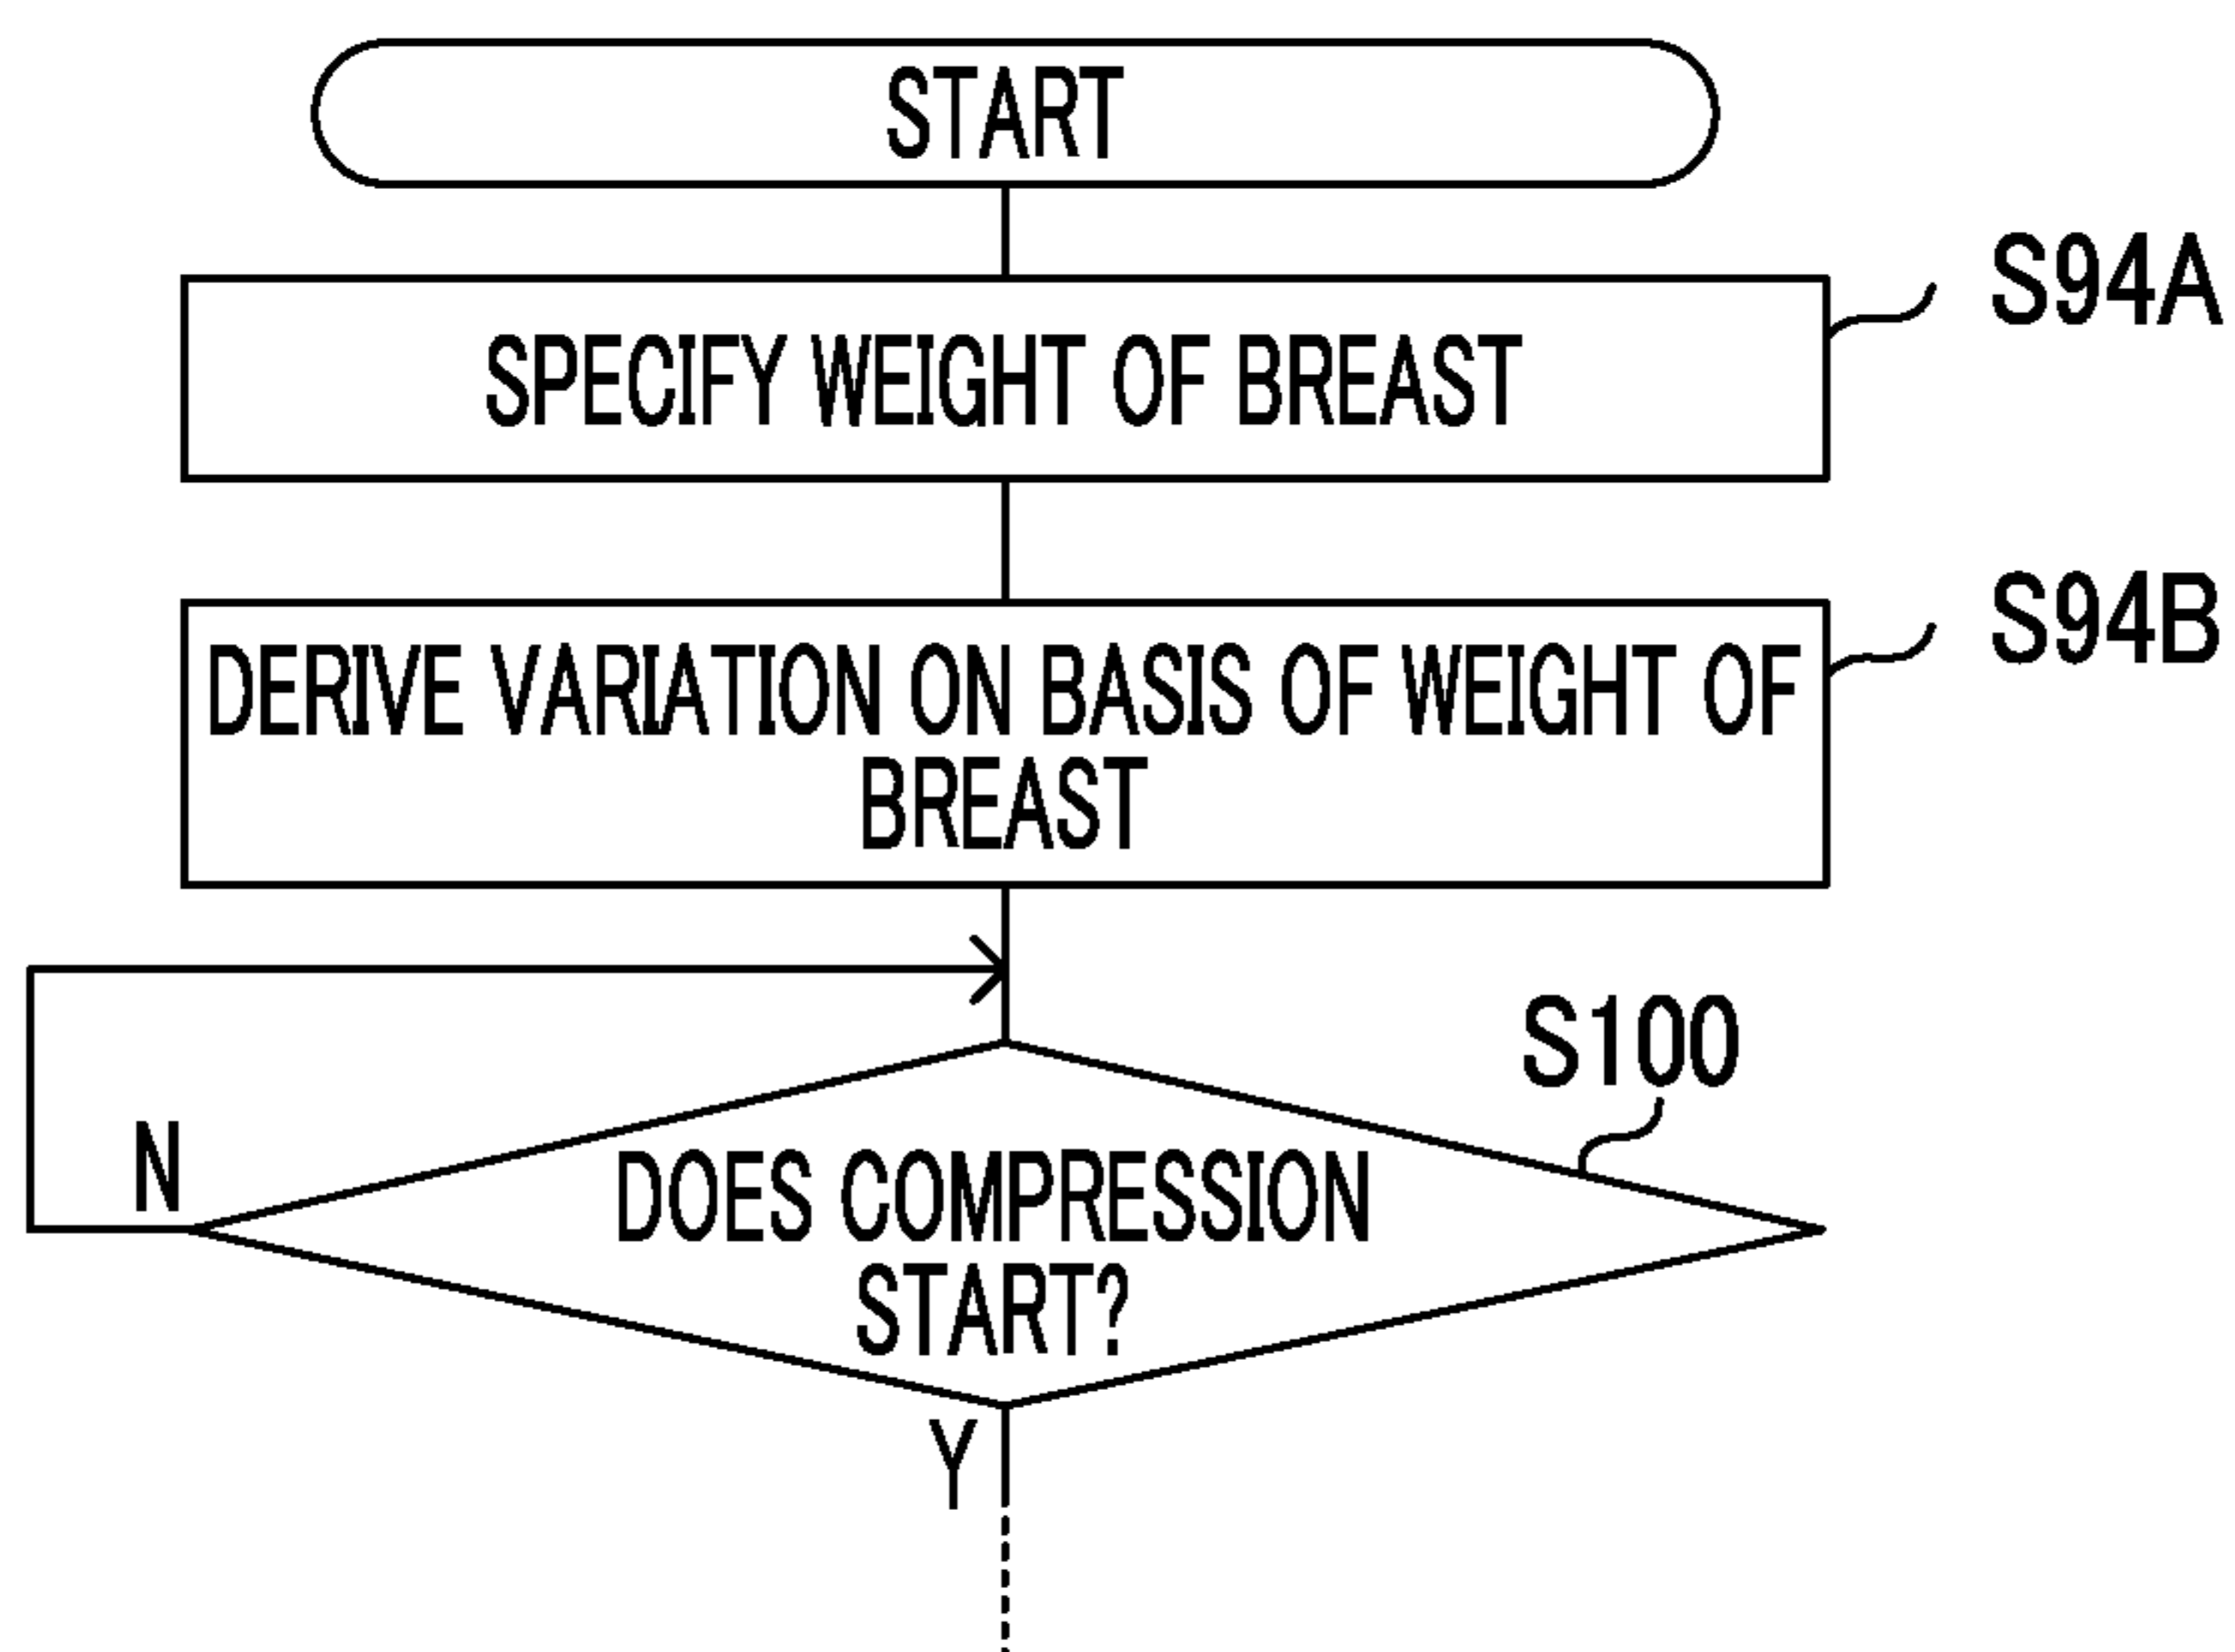 START
S94A
SPECIFY WEIGHT OF BREAST
S94B
DERIVE VARIATION ON BASIS OF WEIGHT OF
BREAST
S100
N
DOES COMPRESSION
START?
Y